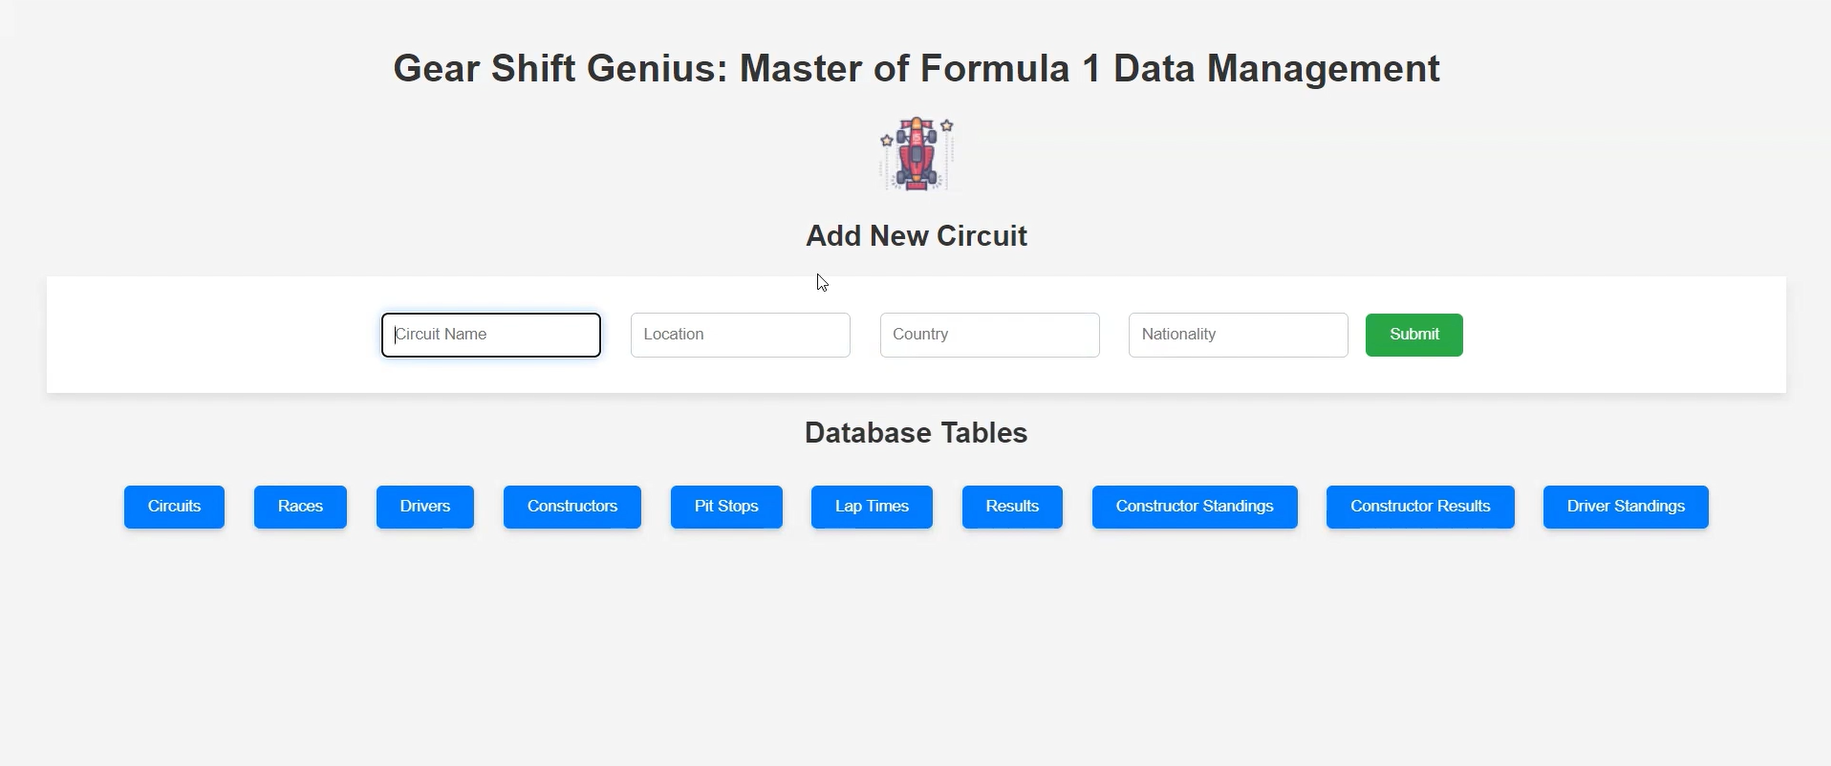 Gear Shift Genius: Master of Formula 1 Data Management
Add New Circuit
Circuit Name Location Country Nationality Submit
Database Tables
Circuits Races Drivers Constructors Pit Stops Lap Times Results Constructor Standings Constructor Results Driver Standings